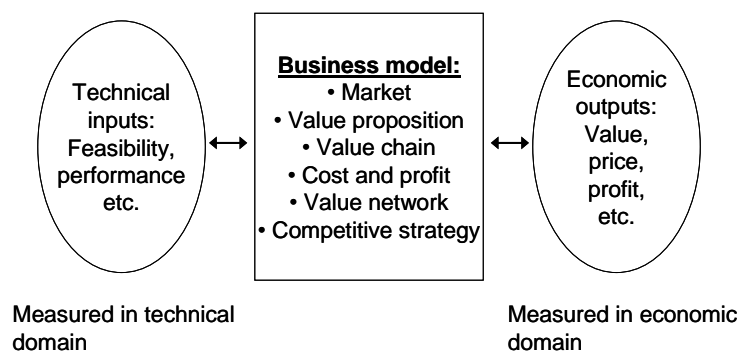 Technical
inputs:
Feasibility,
performance
etc.
Business model:
• Market
• Value proposition
• Value chain
• Cost and profit
• Value network
• Competitive strategy
Economic
outputs:
Value,
price,
profit,
etc.
Measured in technical
domain
Measured in economic
domain